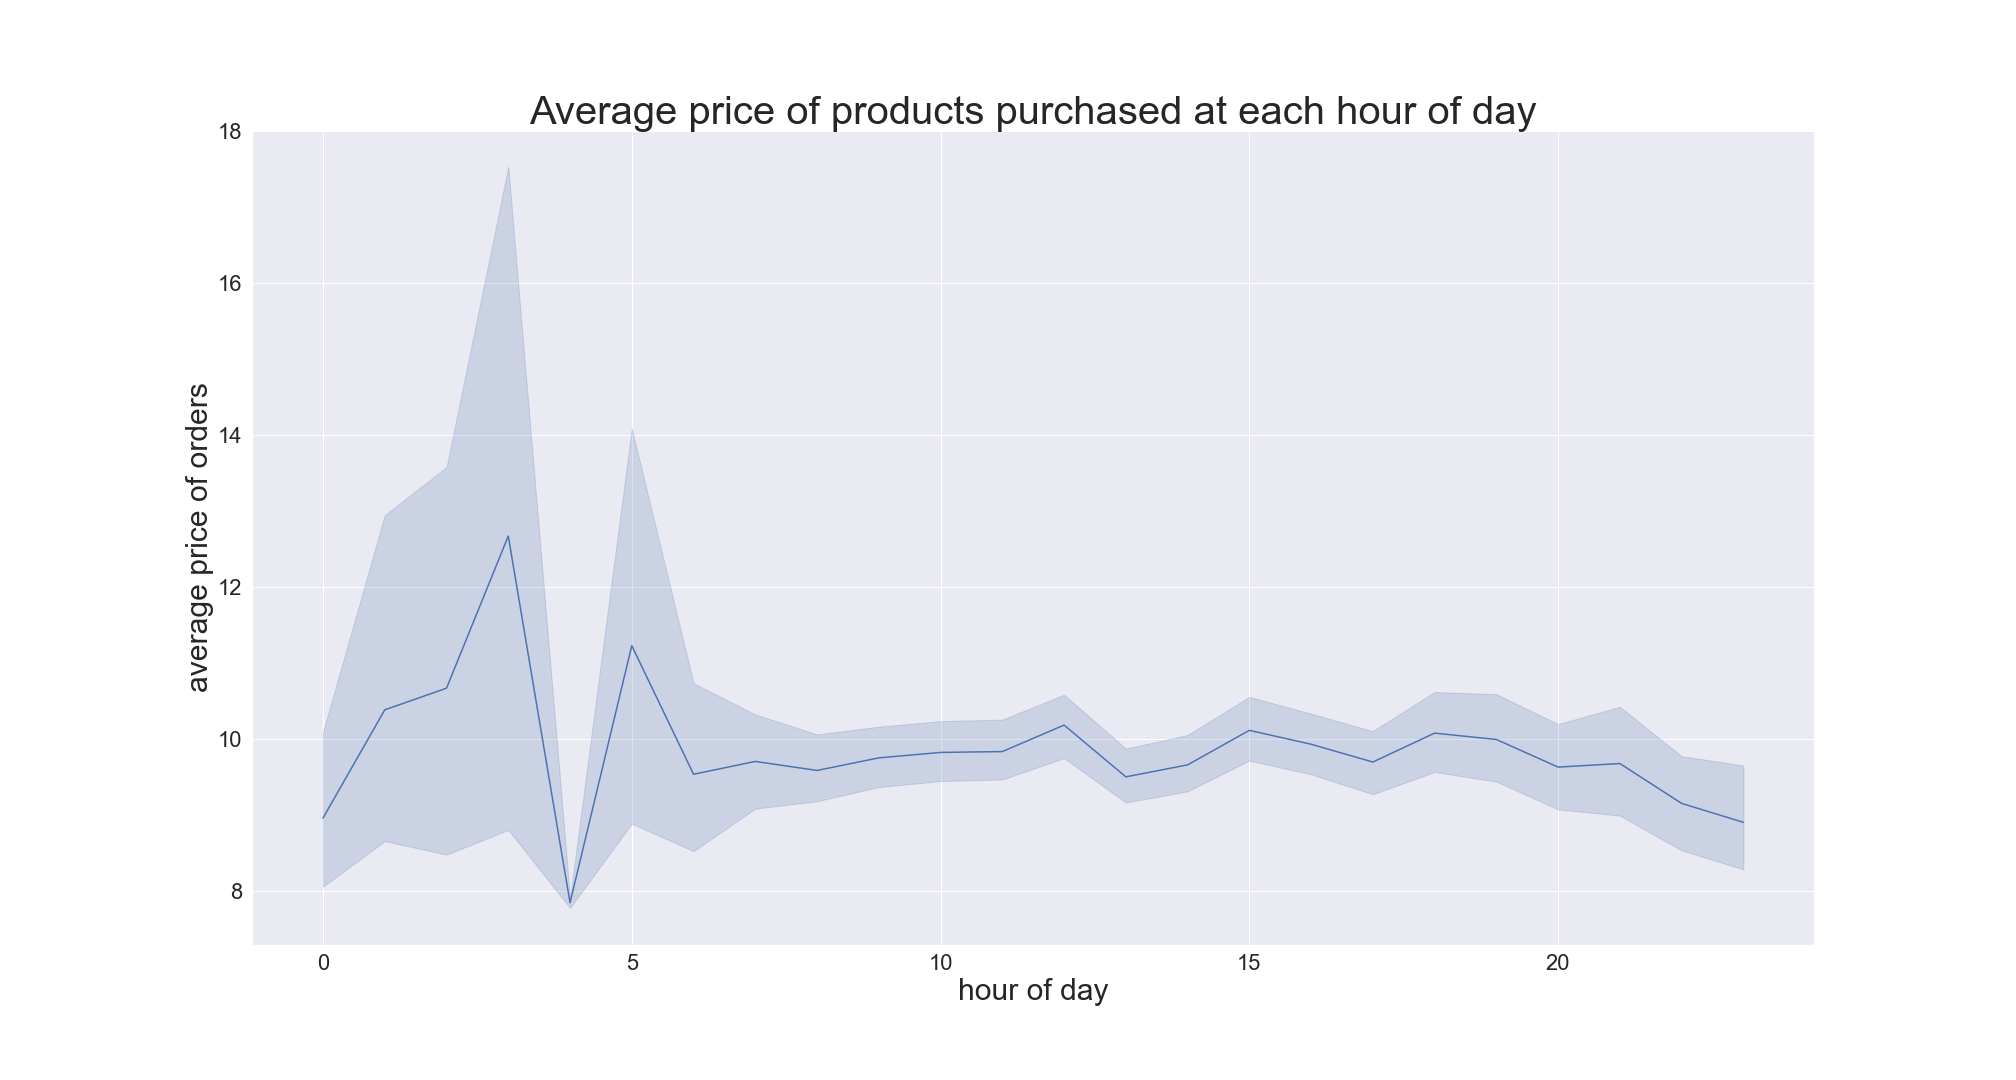 Average price of products purchased at each hour of day
18
16
14
12
10
8
average price of orders
0 5 10 15 20
hour of day